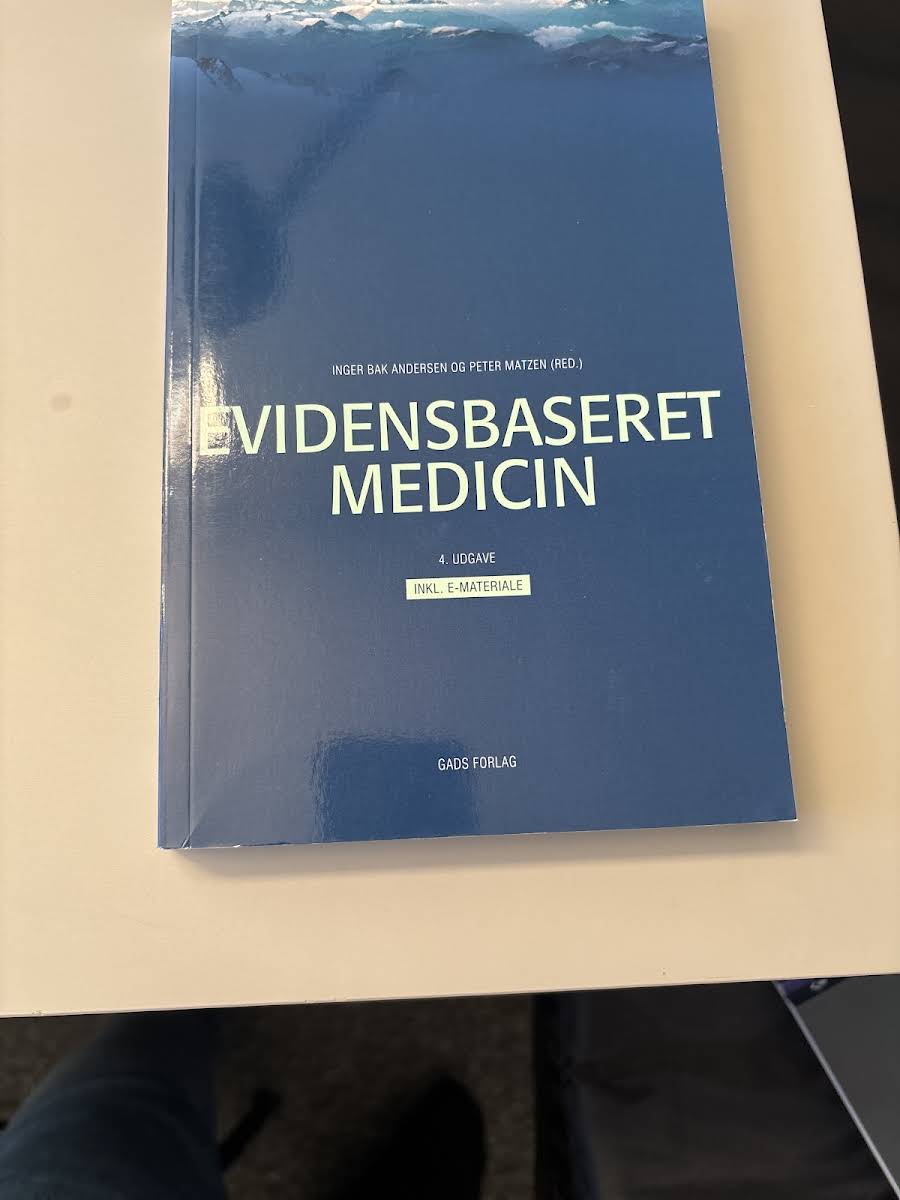 INGER BAK ANDERSEN OG PETER MATZEN (RED.)
EVIDENSBASERET
MEDICIN
4. UDGAVE
INKL. E-MATERIALE
GADS FORLAG